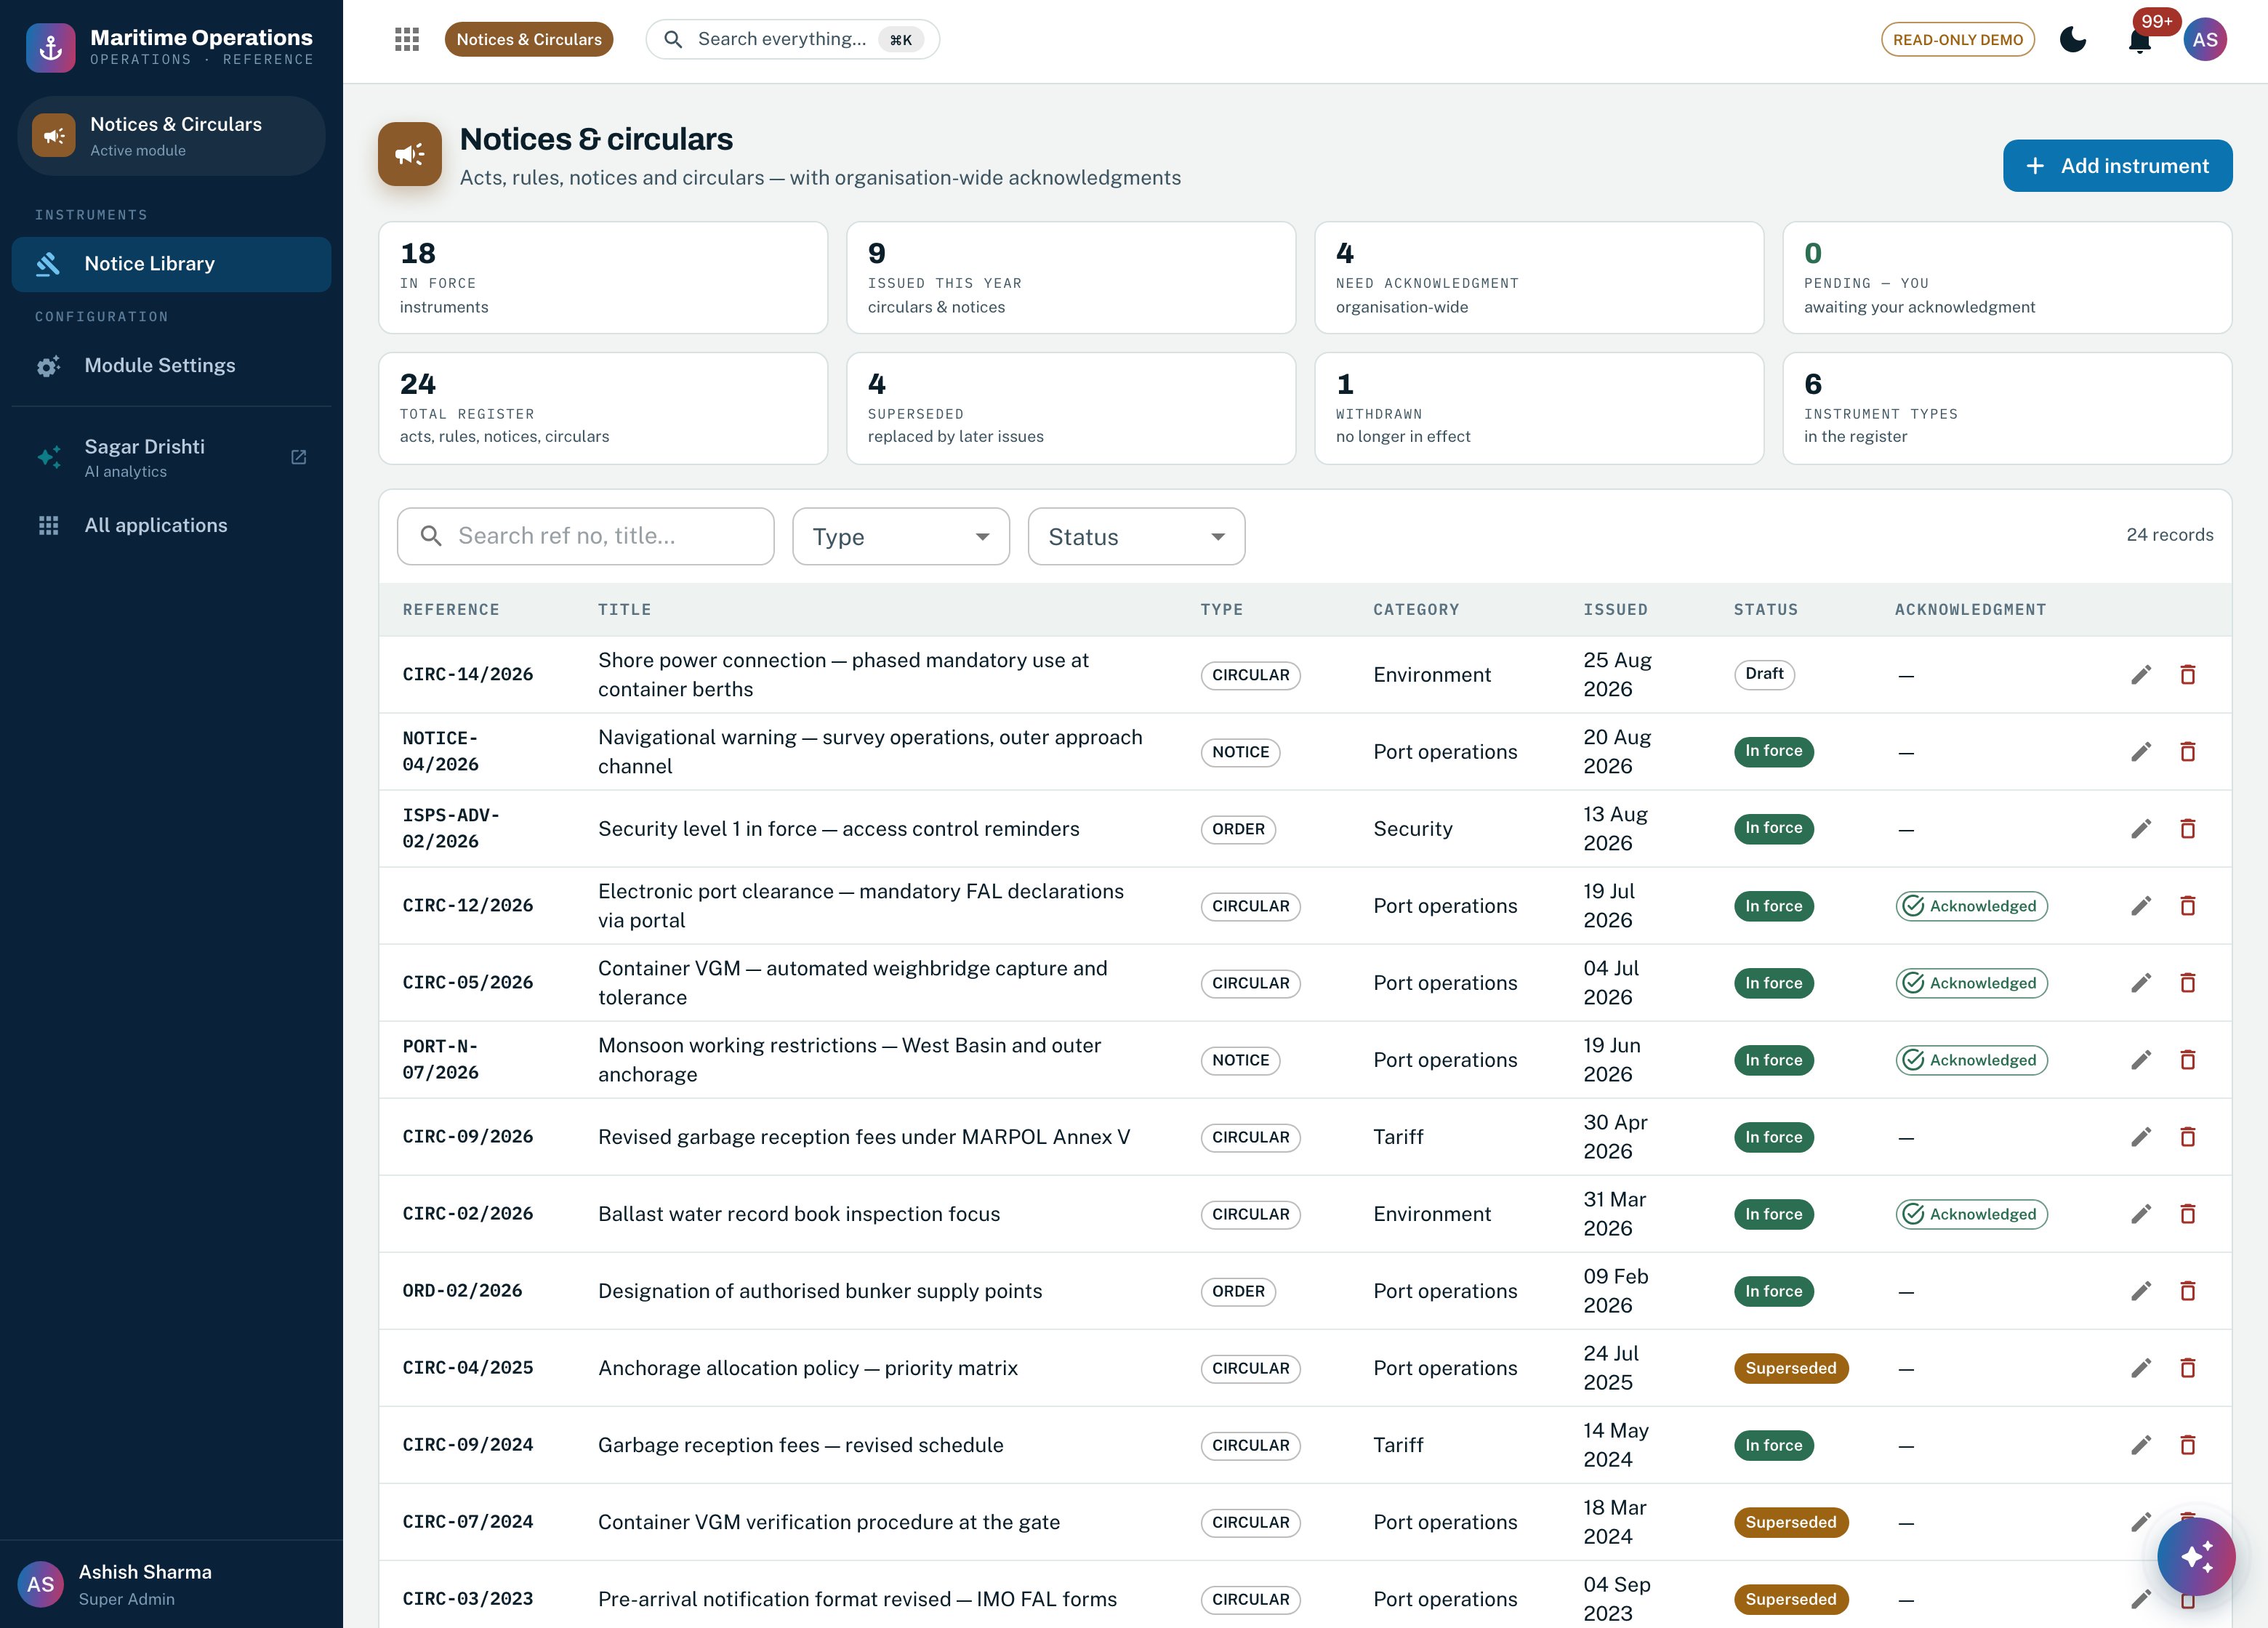 Maritime Operations
OPERATIONS · REFERENCE
Notices & Circulars
Active module
INSTRUMENTS
Notice Library
CONFIGURATION
Module Settings
Sagar Drishti
AI analytics
All applications
AS
Ashish Sharma
Super Admin
Notices & Circulars
Search everything... ⌘K
READ-ONLY DEMO
99+
AS
Notices & circulars
Acts, rules, notices and circulars — with organisation-wide acknowledgments
+ Add instrument
18
IN FORCE
instruments
9
ISSUED THIS YEAR
circulars & notices
4
NEED ACKNOWLEDGMENT
organisation-wide
0
PENDING — YOU
awaiting your acknowledgment
24
TOTAL REGISTER
acts, rules, notices, circulars
4
SUPERSEDED
replaced by later issues
1
WITHDRAWN
no longer in effect
6
INSTRUMENT TYPES
in the register
Search ref no, title...
Type
Status
24 records
REFERENCE TITLE TYPE CATEGORY ISSUED STATUS ACKNOWLEDGMENT
CIRC-14/2026
Shore power connection — phased mandatory use at
container berths
CIRCULAR
Environment
25 Aug
2026
Draft
—
NOTICE-
04/2026
Navigational warning — survey operations, outer approach
channel
NOTICE
Port operations
20 Aug
2026
In force
—
ISPS-ADV-
02/2026
Security level 1 in force — access control reminders
ORDER
Security
13 Aug
2026
In force
—
CIRC-12/2026
Electronic port clearance — mandatory FAL declarations
via portal
CIRCULAR
Port operations
19 Jul
2026
In force
Acknowledged
CIRC-05/2026
Container VGM — automated weighbridge capture and
tolerance
CIRCULAR
Port operations
04 Jul
2026
In force
Acknowledged
PORT-N-
07/2026
Monsoon working restrictions — West Basin and outer
anchorage
NOTICE
Port operations
19 Jun
2026
In force
Acknowledged
CIRC-09/2026
Revised garbage reception fees under MARPOL Annex V
CIRCULAR
Tariff
30 Apr
2026
In force
—
CIRC-02/2026
Ballast water record book inspection focus
CIRCULAR
Environment
31 Mar
2026
In force
Acknowledged
ORD-02/2026
Designation of authorised bunker supply points
ORDER
Port operations
09 Feb
2026
In force
—
CIRC-04/2025
Anchorage allocation policy — priority matrix
CIRCULAR
Port operations
24 Jul
2025
Superseded
—
CIRC-09/2024
Garbage reception fees — revised schedule
CIRCULAR
Tariff
14 May
2024
In force
—
CIRC-07/2024
Container VGM verification procedure at the gate
CIRCULAR
Port operations
18 Mar
2024
Superseded
—
CIRC-03/2023
Pre-arrival notification format revised — IMO FAL forms
CIRCULAR
Port operations
04 Sep
2023
Superseded
—